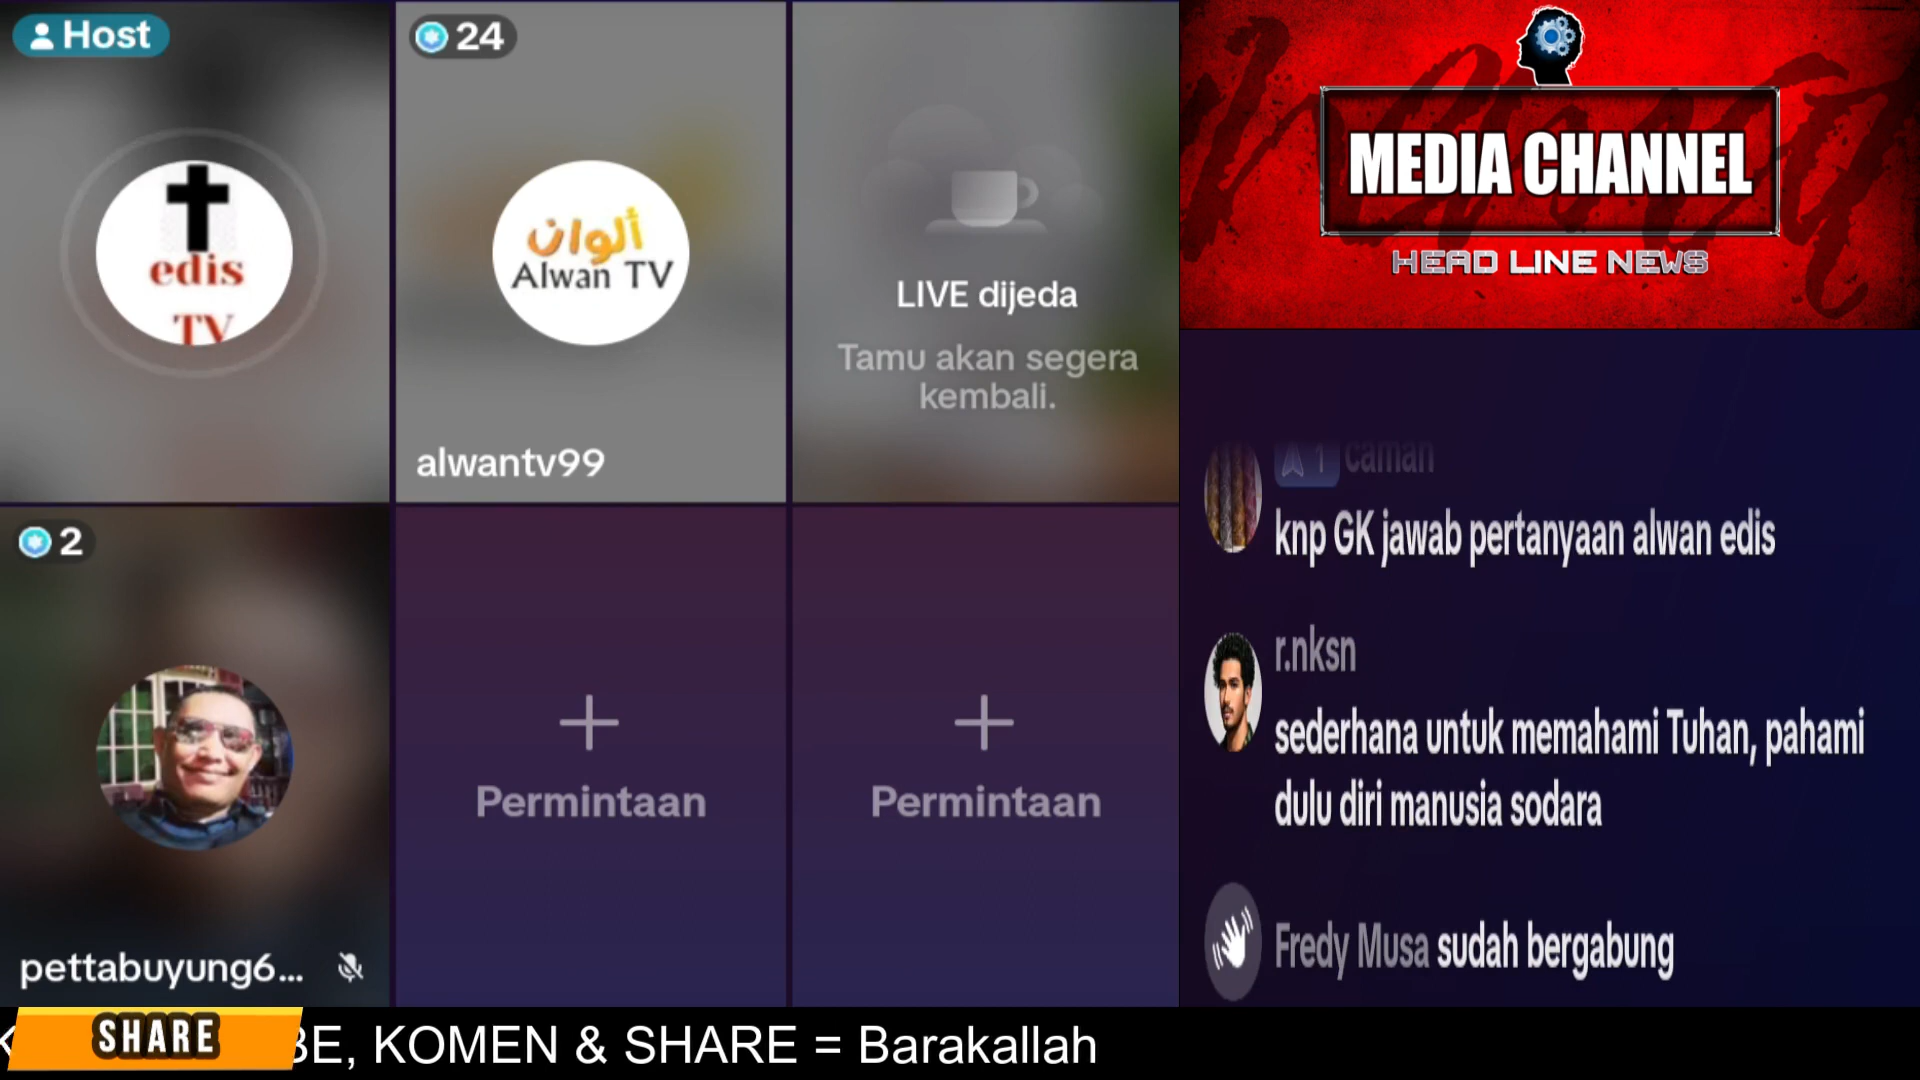 Host
edis
TV
24
ألوان
Alwan TV
alwantv99
LIVE dijeda
Tamu akan segera
kembali.
2
pettabuyung6...
Permintaan
Permintaan
MEDIA CHANNEL
HEAD LINE NEWS
1 caman
knp GK jawab pertanyaan alwan edis
r.nksn
sederhana untuk memahami Tuhan, pahami
dulu diri manusia sodara
Fredy Musa sudah bergabung
SHARE
BE, KOMEN & SHARE = Barakallah